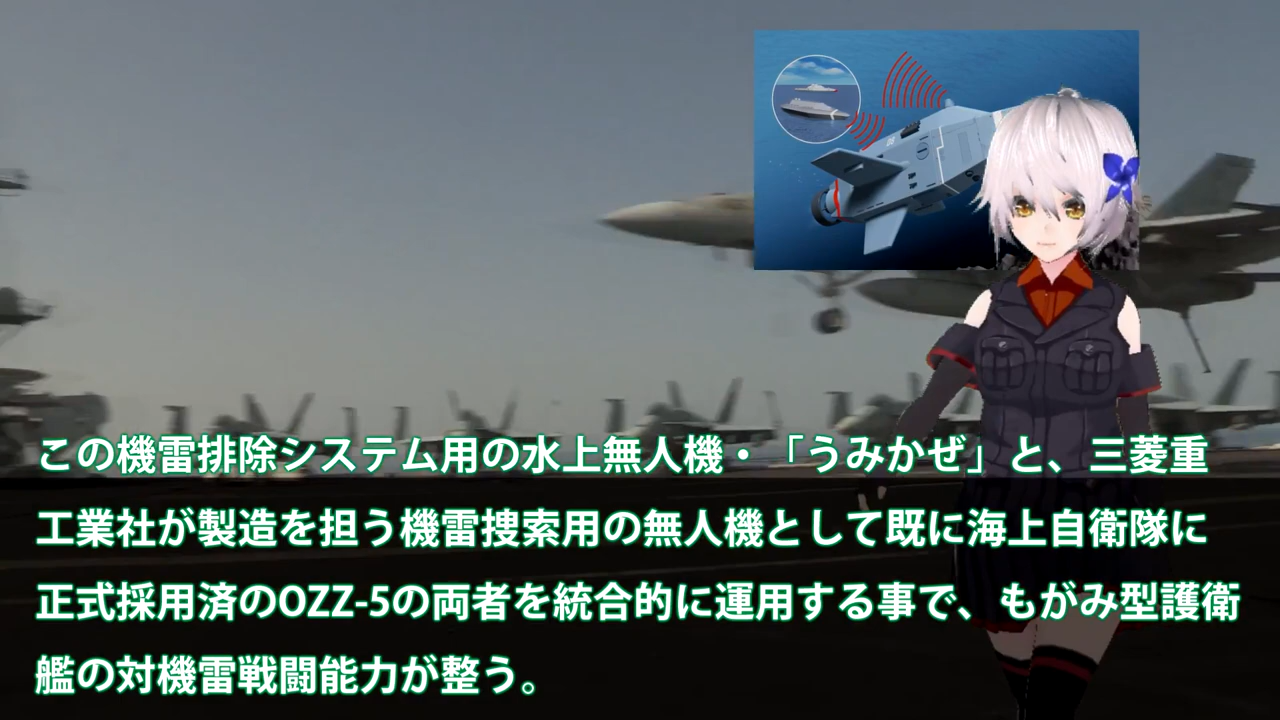 この機雷排除システム用の水上無人機・「うみかぜ」と、三菱重
工業社が製造を担う機雷捜索用の無人機として既に海上自衛隊に
正式採用済のOZZ-5の両者を統合的に運用する事で、もがみ型護衛
艦の対機雷戦闘能力が整う。